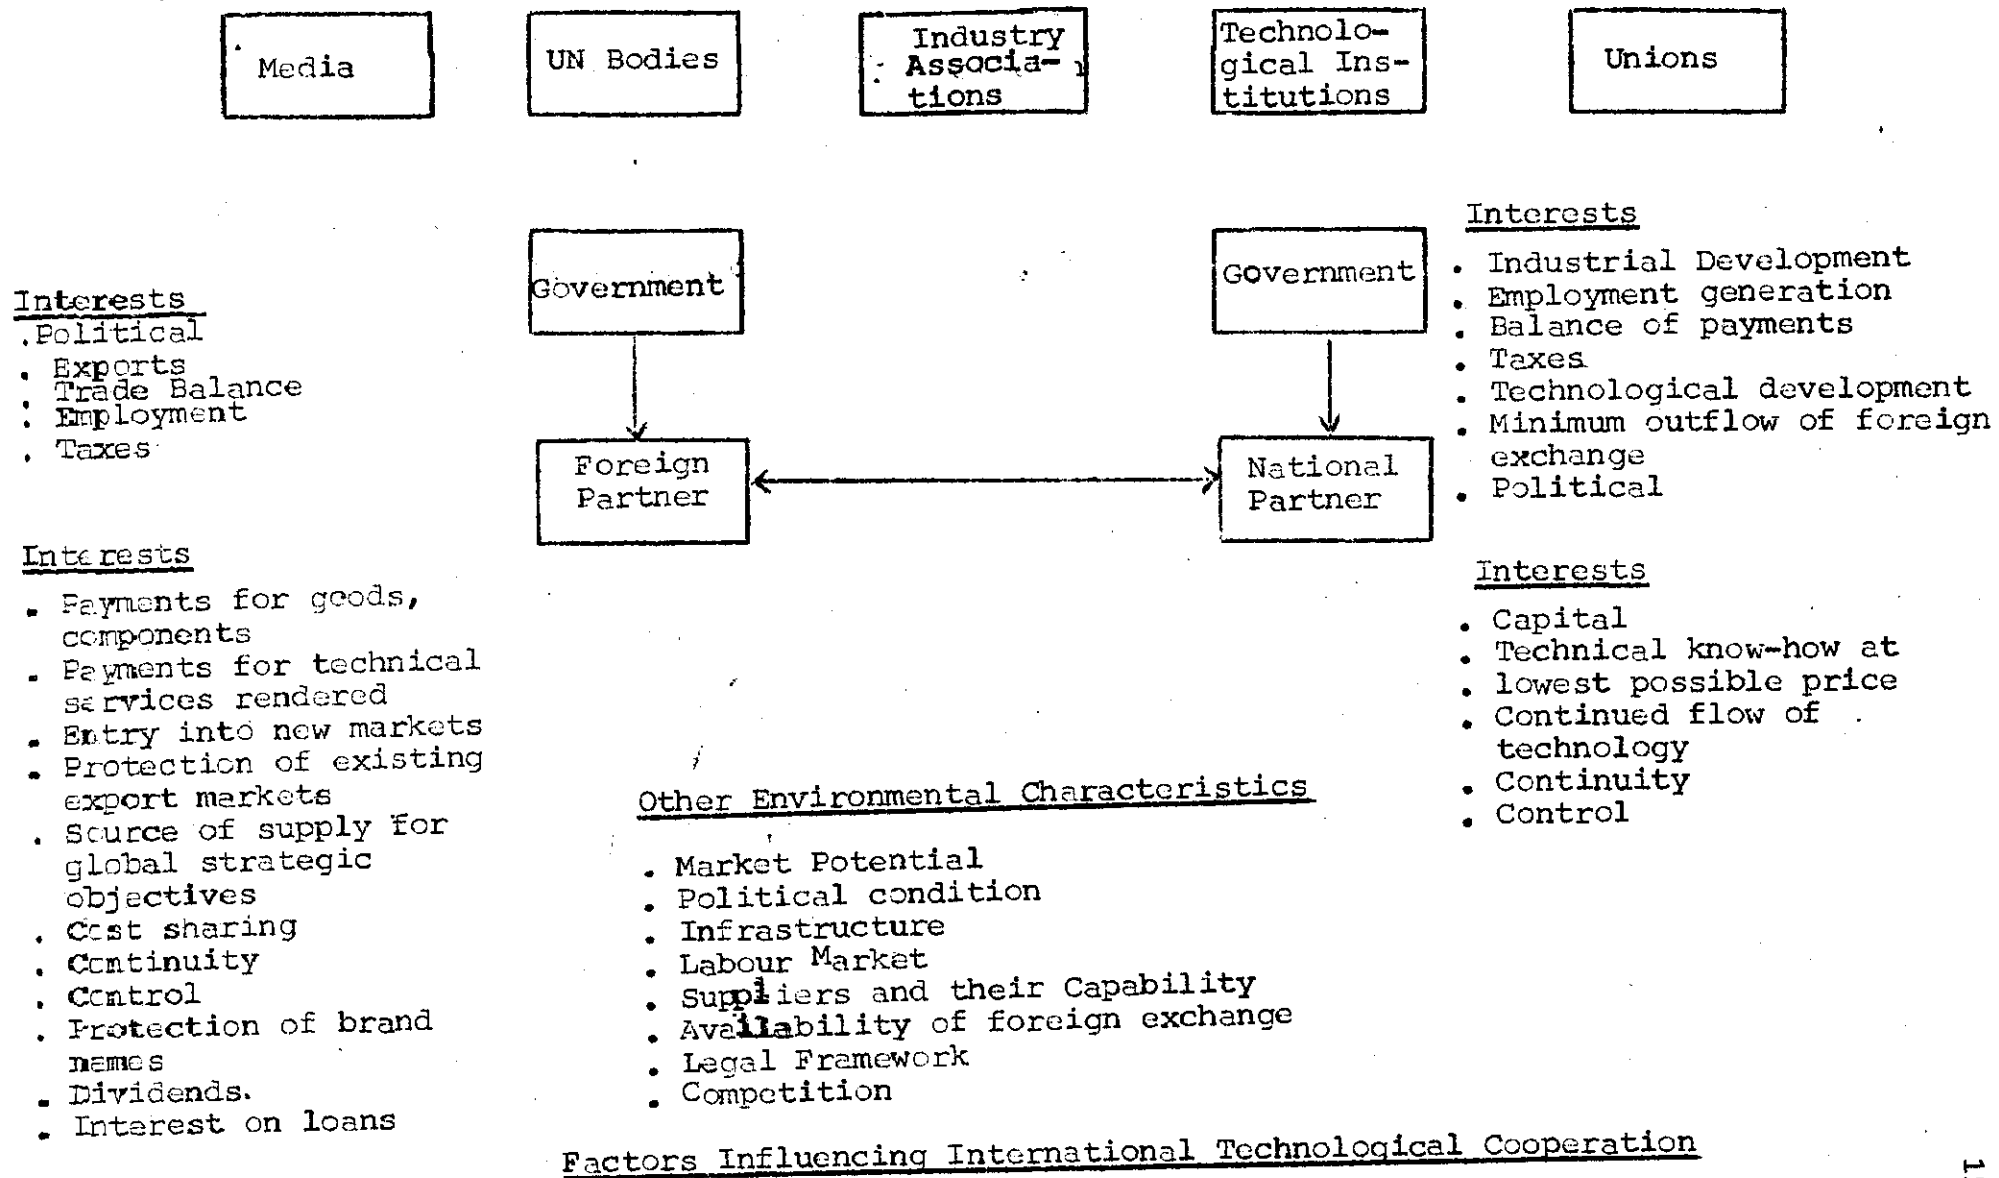 Media
UN Bodies
Industry
Associa-
tions
Technolo-
gical Ins-
titutions
Unions
Government
Government
Foreign
Partner
National
Partner
Interests
.Political
. Exports
. Trade Balance
. Employment
. Taxes
Interests
. Payments for goods,
components
. Payments for technical
services rendered
. Entry into new markets
. Protection of existing
export markets
. Source of supply for
global strategic
objectives
. Cost sharing
. Continuity
. Control
. Protection of brand
names
. Dividends.
. Interest on loans
Interests
. Industrial Development
. Employment generation
. Balance of payments
. Taxes
. Technological development
. Minimum outflow of foreign
exchange
. Political
Interests
. Capital
. Technical know-how at
. lowest possible price
. Continued flow of
technology
. Continuity
. Control
Other Environmental Characteristics
. Market Potential
. Political condition
. Infrastructure
. Labour Market
. Suppliers and their Capability
. Availability of foreign exchange
. Legal Framework
. Competition
Factors Influencing International Technological Cooperation